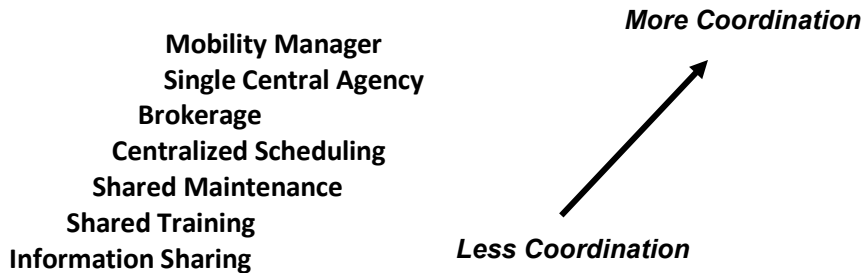 More Coordination
Mobility Manager
Single Central Agency
Brokerage
Centralized Scheduling
Shared Maintenance
Shared Training
Information Sharing
Less Coordination